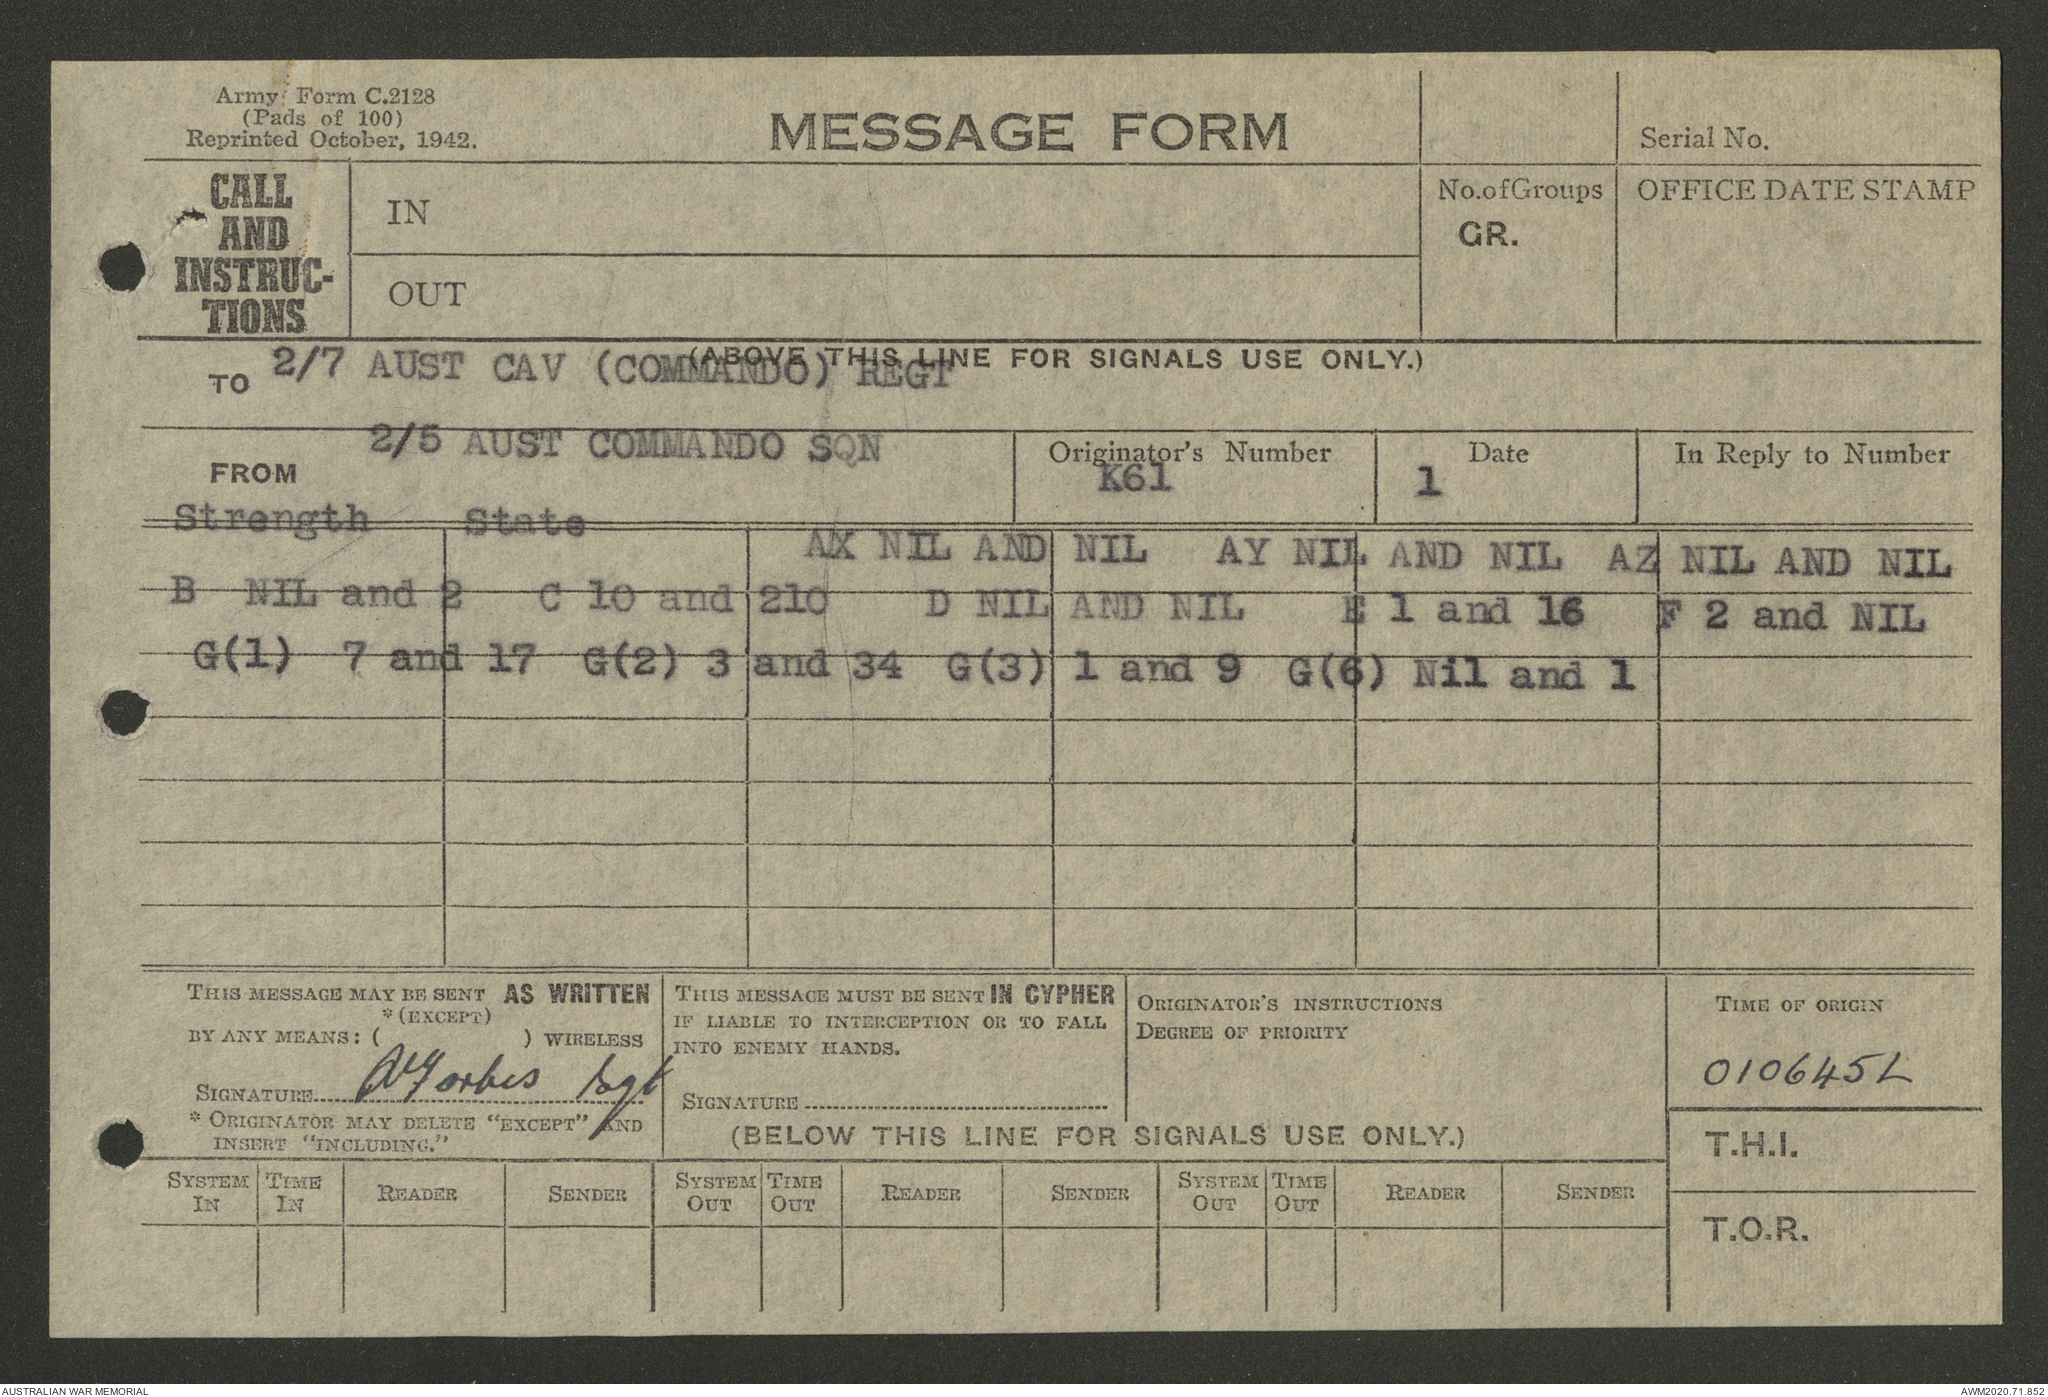 Army Form C.2128
(Pads of 100)
Reprinted October, 1942.
MESSAGE FORM
Serial No.
CALL
AND
INSTRUC-
TIONS
IN
OUT
No. of Groups
GR.
OFFICE DATE STAMP
(ABOVE THIS LINE FOR SIGNALS USE ONLY.)
TO 2/7 AUST CAV (COMMANDO) REGT
FROM 2/5 AUST COMMANDO SQN
Originator's Number
K61
Date
1
In Reply to Number
Strength State
AX NIL AND NIL AY NIL AND NIL AZ NIL AND NIL
B NIL and 2 C 10 and 210 D NIL AND NIL E 1 and 16 F 2 and NIL
G(1) 7 and 17 G(2) 3 and 34 G(3) 1 and 9 G(6) Nil and 1
THIS MESSAGE MAY BE SENT AS WRITTEN
*(EXCEPT)
BY ANY MEANS: ( ) WIRELESS
SIGNATURE Forbes Sgt
* ORIGINATOR MAY DELETE "EXCEPT" AND
INSERT "INCLUDING."
THIS MESSAGE MUST BE SENT IN CYPHER
IF LIABLE TO INTERCEPTION OR TO FALL
INTO ENEMY HANDS.
SIGNATURE
ORIGINATOR'S INSTRUCTIONS
DEGREE OF PRIORITY
TIME OF ORIGIN
010645L
(BELOW THIS LINE FOR SIGNALS USE ONLY.)
T.H.I.
T.O.R.
SYSTEM IN
TIME IN
READER
SENDER
SYSTEM OUT
TIME OUT
READER
SENDER
SYSTEM OUT
TIME OUT
READER
SENDER
AUSTRALIAN WAR MEMORIAL
AWM2020.71.852